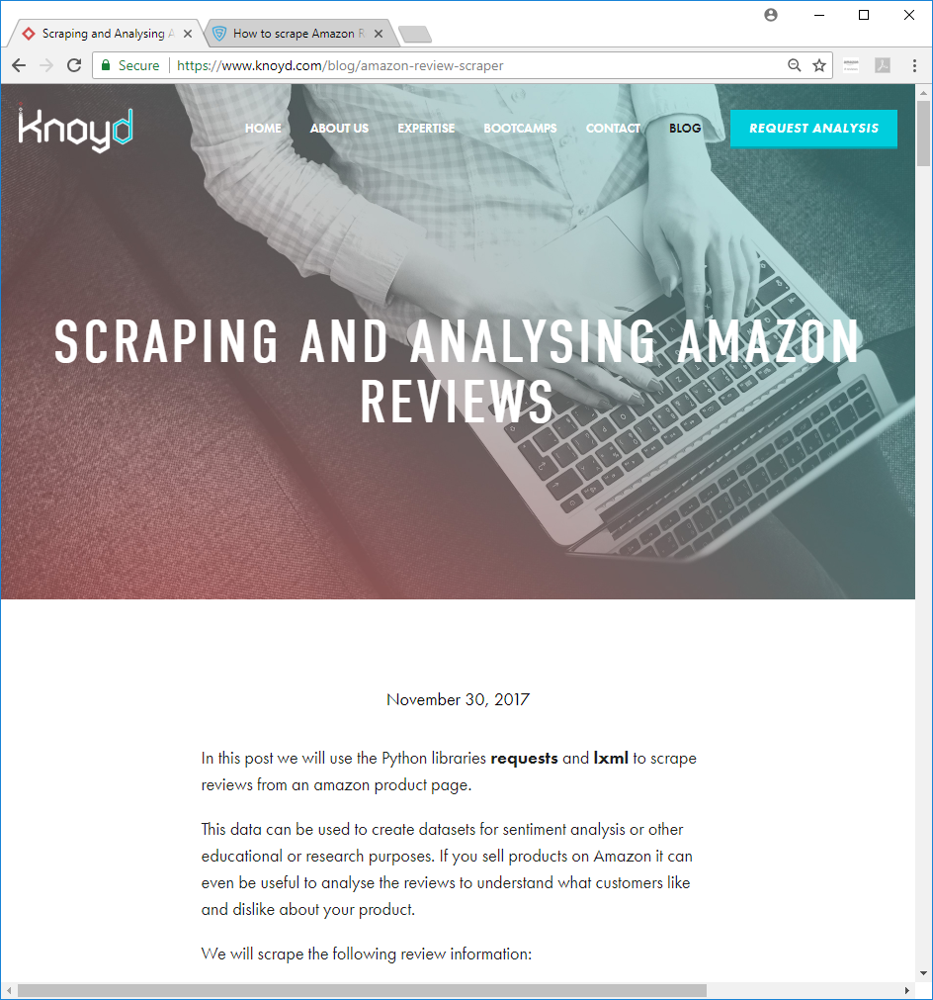 Scraping and Analysing A
How to scrape Amazon R
Secure
https://www.knoyd.com/blog/amazon-review-scraper
Knoyd
HOME
ABOUT US
EXPERTISE
BOOTCAMPS
CONTACT
BLOG
REQUEST ANALYSIS
SCRAPING AND ANALYSING AMAZON
REVIEWS
November 30, 2017
In this post we will use the Python libraries requests and lxml to scrape
reviews from an amazon product page.
This data can be used to create datasets for sentiment analysis or other
educational or research purposes. If you sell products on Amazon it can
even be useful to analyse the reviews to understand what customers like
and dislike about your product.
We will scrape the following review information: